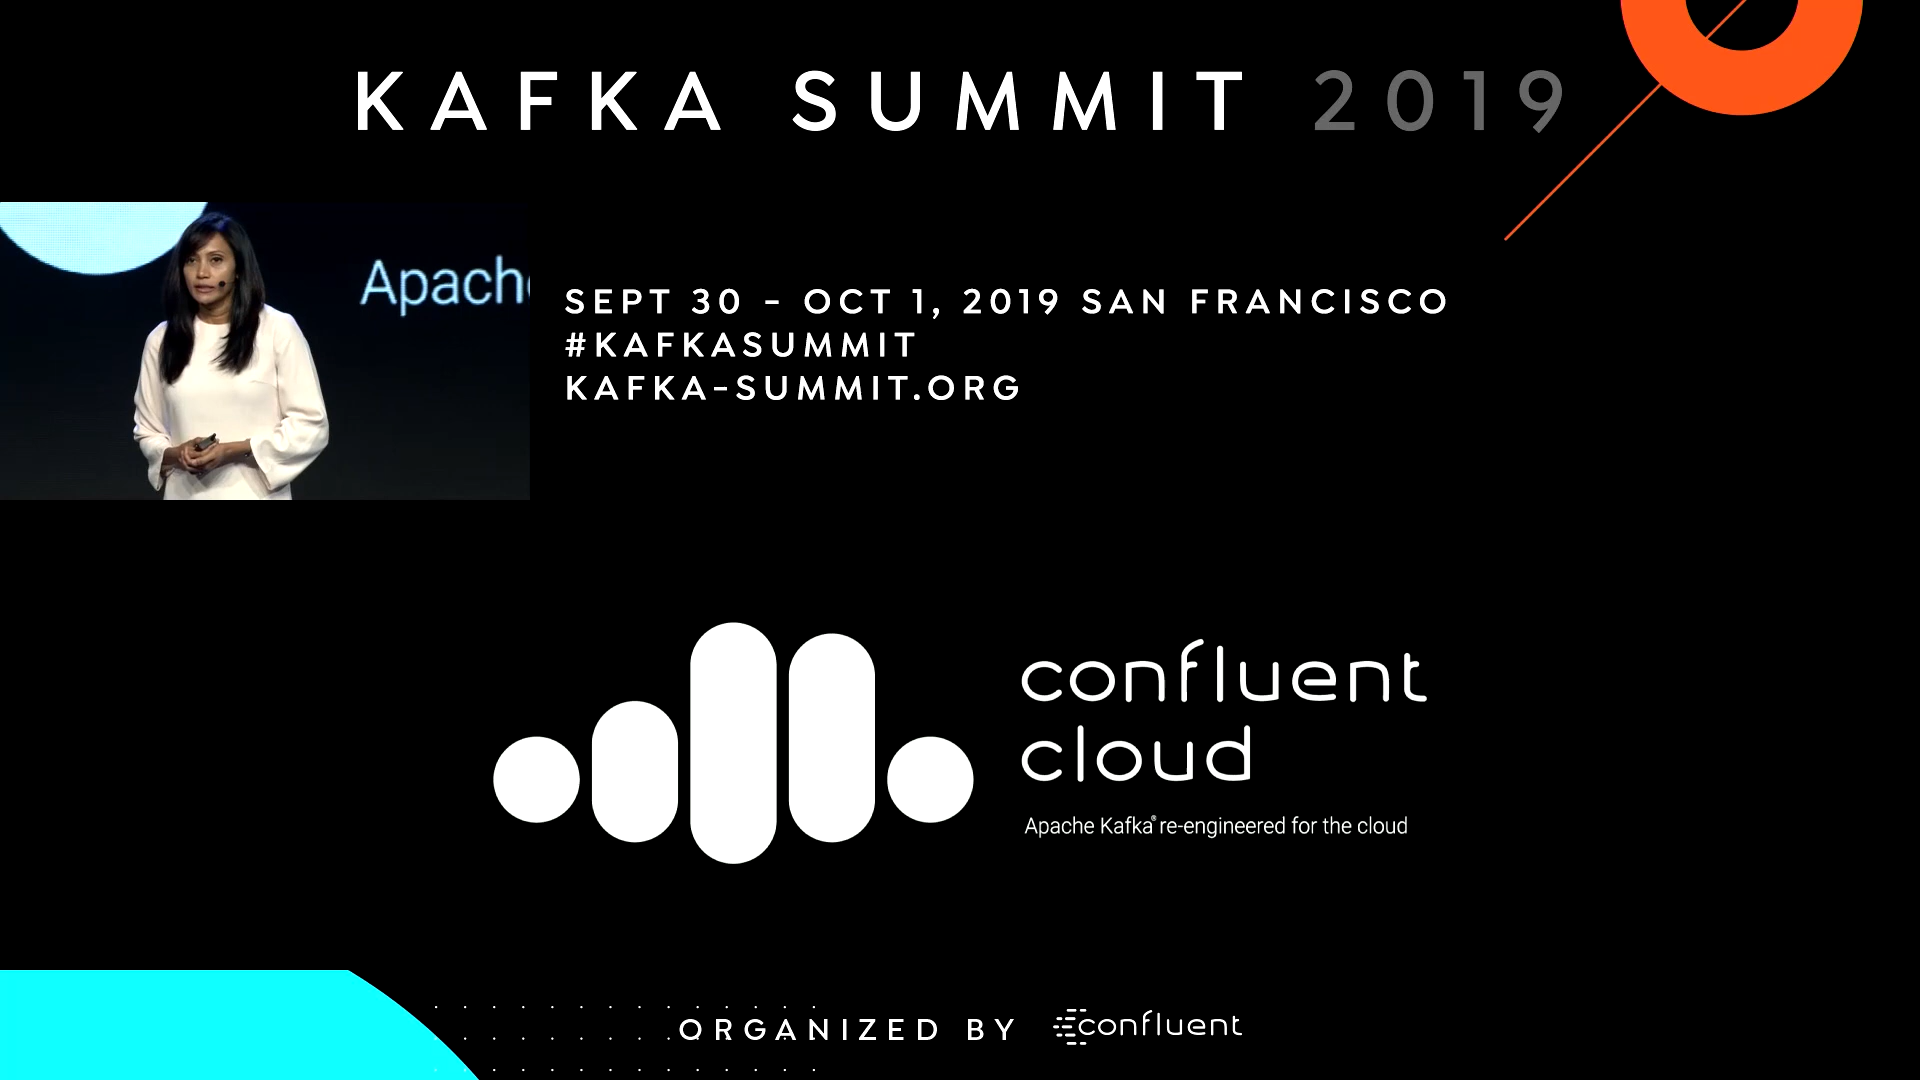 KAFKA SUMMIT 2019
Apache
SEPT 30 - OCT 1, 2019 SAN FRANCISCO
#KAFKASUMMIT
KAFKA-SUMMIT.ORG
confluent
cloud
Apache Kafka® re-engineered for the cloud
ORGANIZED BY confluent